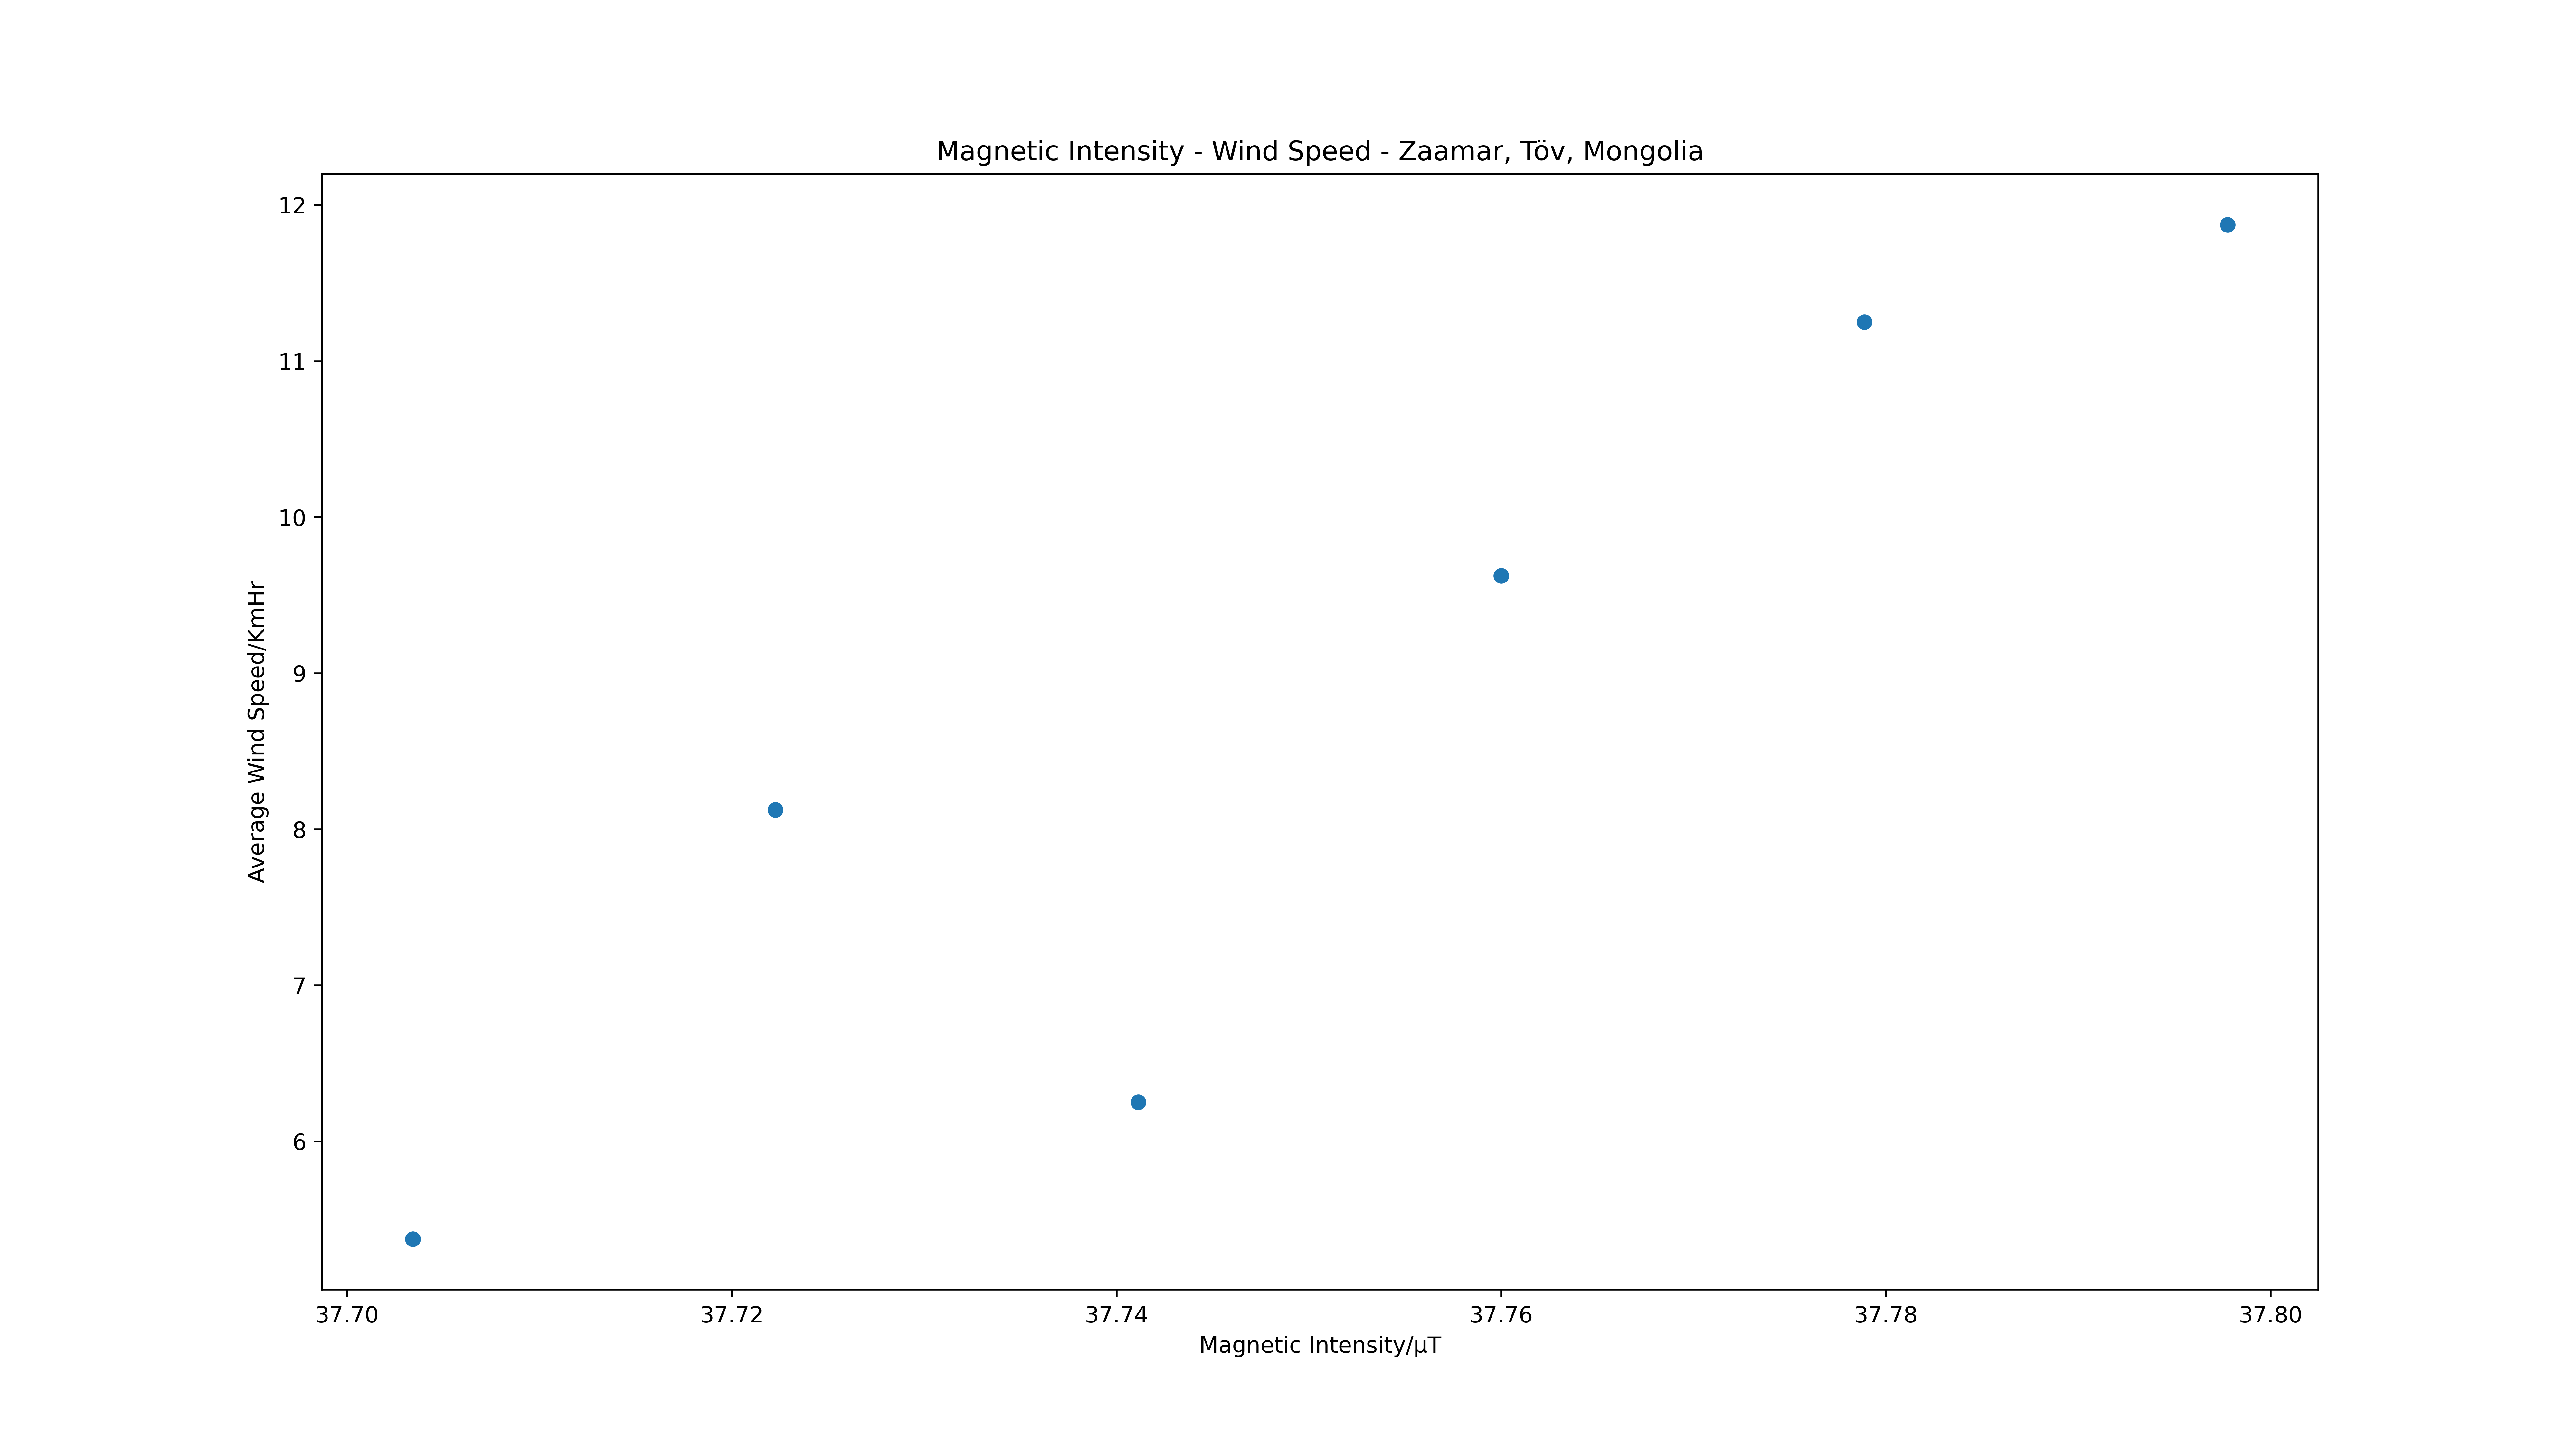 Magnetic Intensity - Wind Speed - Zaamar, Töv, Mongolia
12
11
10
9
8
7
6
Average Wind Speed/KmHr
37.70 37.72 37.74 37.76 37.78 37.80
Magnetic Intensity/μT